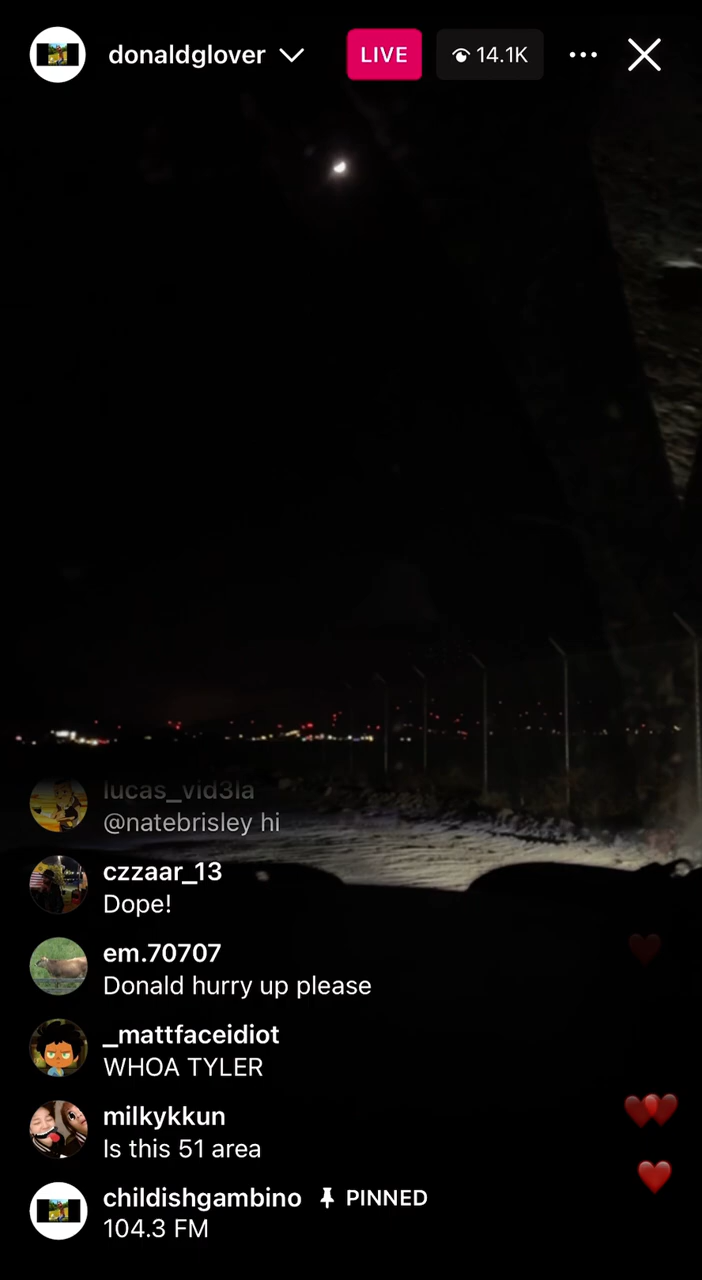 donaldglover
LIVE
14.1K
lucas_vid3la
@natebrisley hi
czzaar_13
Dope!
em.70707
Donald hurry up please
_mattfaceidiot
WHOA TYLER
milkykkun
Is this 51 area
childishgambino PINNED
104.3 FM